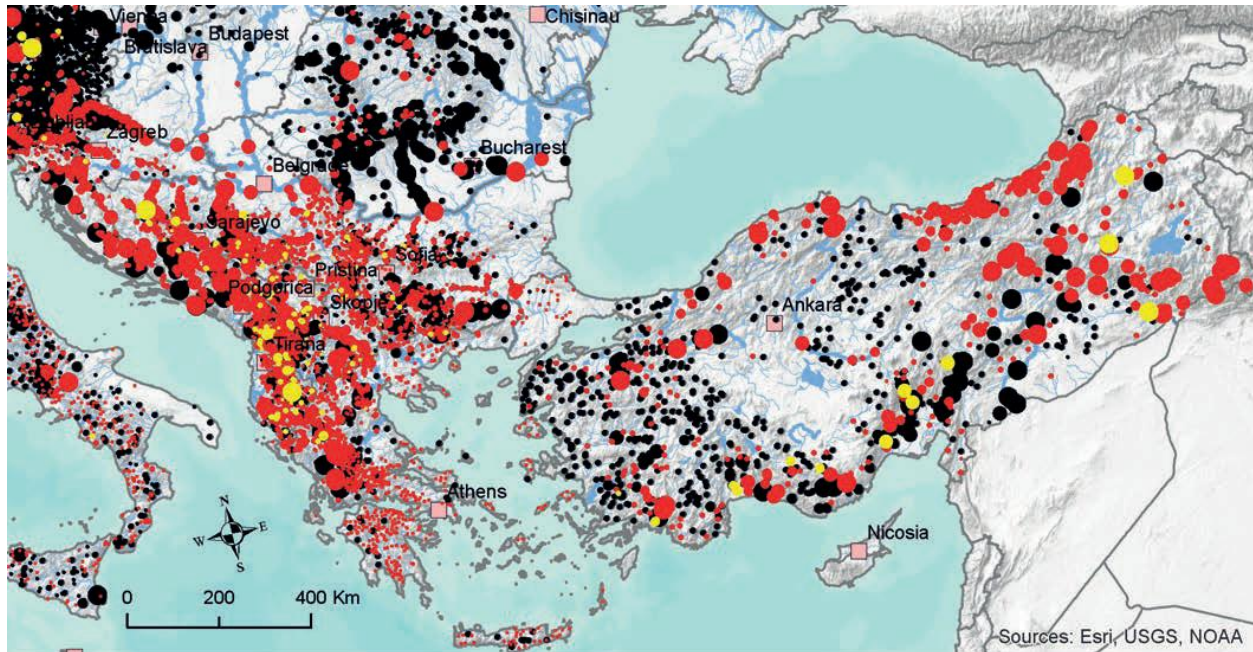 Chisinau
Vienna
Budapest
Bratislava
Zagreb
Bucharest
Belgrade
Sarajevo
Sofia
Pristina
Podgorica
Skopje
Ankara
Tirana
Athens
N
W
E
S
Nicosia
0 200 400 Km
Sources: Esri, USGS, NOAA